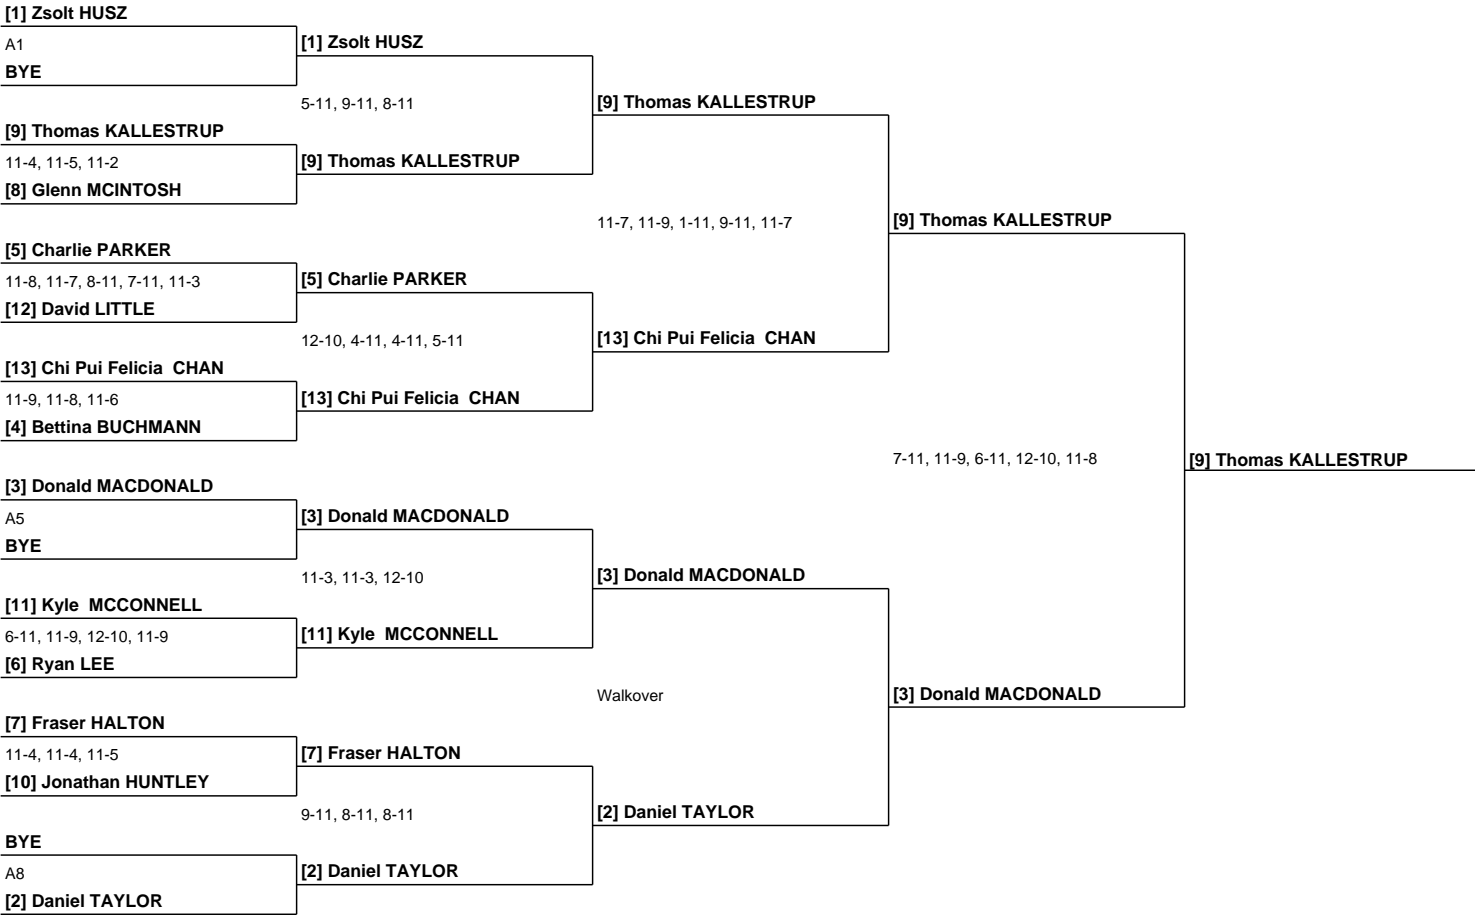 [1] Zsolt HUSZ
A1
BYE
[9] Thomas KALLESTRUP
11-4, 11-5, 11-2
[8] Glenn MCINTOSH
[5] Charlie PARKER
11-8, 11-7, 8-11, 7-11, 11-3
[12] David LITTLE
[13] Chi Pui Felicia  CHAN
11-9, 11-8, 11-6
[4] Bettina BUCHMANN
[3] Donald MACDONALD
A5
BYE
[11] Kyle  MCCONNELL
6-11, 11-9, 12-10, 11-9
[6] Ryan LEE
[7] Fraser HALTON
11-4, 11-4, 11-5
[10] Jonathan HUNTLEY
BYE
A8
[2] Daniel TAYLOR
[1] Zsolt HUSZ
5-11, 9-11, 8-11
[9] Thomas KALLESTRUP
[5] Charlie PARKER
12-10, 4-11, 4-11, 5-11
[13] Chi Pui Felicia  CHAN
[3] Donald MACDONALD
11-3, 11-3, 12-10
[11] Kyle  MCCONNELL
[7] Fraser HALTON
9-11, 8-11, 8-11
[2] Daniel TAYLOR
[9] Thomas KALLESTRUP
11-7, 11-9, 1-11, 9-11, 11-7
[13] Chi Pui Felicia  CHAN
[3] Donald MACDONALD
Walkover
[2] Daniel TAYLOR
[9] Thomas KALLESTRUP
7-11, 11-9, 6-11, 12-10, 11-8
[3] Donald MACDONALD
[9] Thomas KALLESTRUP